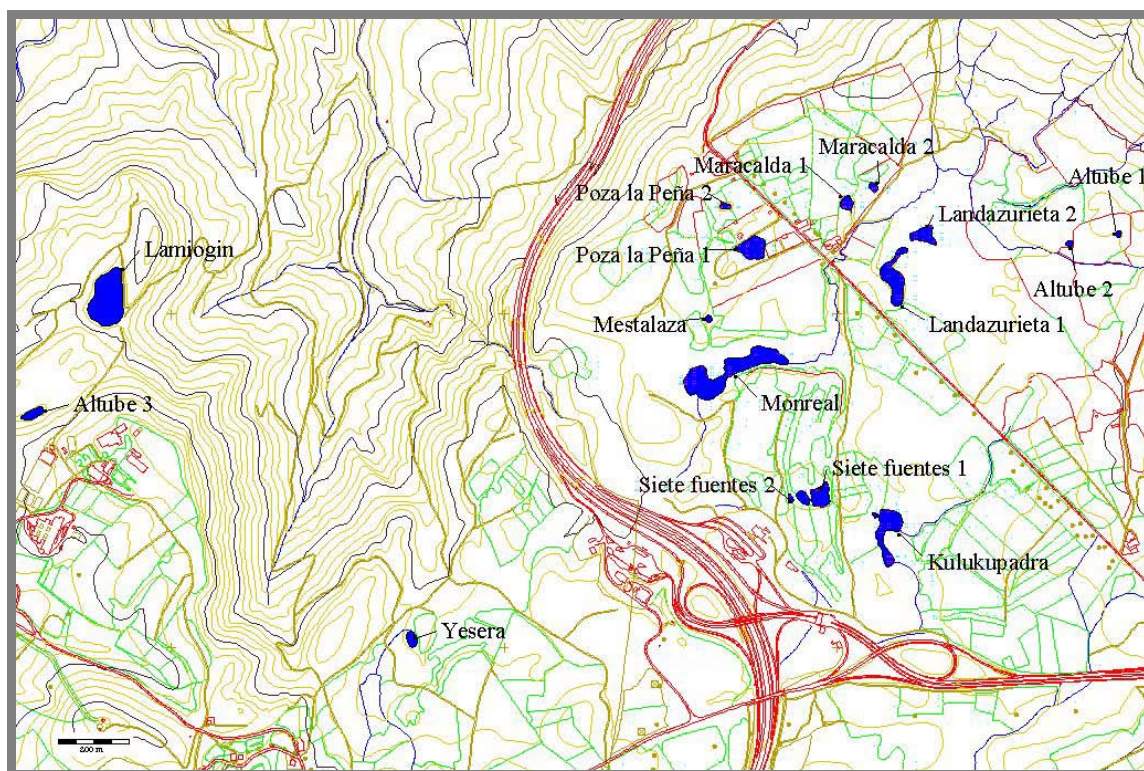 Maracalda 2
Maracalda 1
Altube 1
Poza la Peña 2
Landazurieta 2
Lamiogin
Poza la Peña 1
Altube 2
Mestalaza
Landazurieta 1
Altube 3
Monreal
Siete fuentes 1
Siete fuentes 2
Kulukupadra
Yesera
200 m